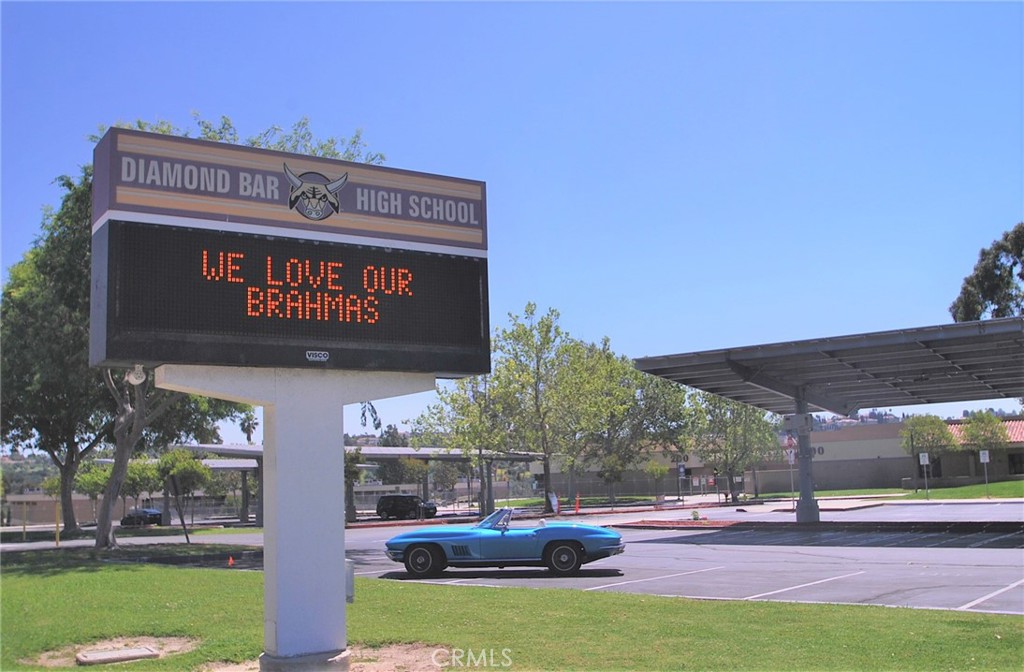 DIAMOND BAR HIGH SCHOOL
WE LOVE OUR
BRAHMAS
VISCO
CRMLS